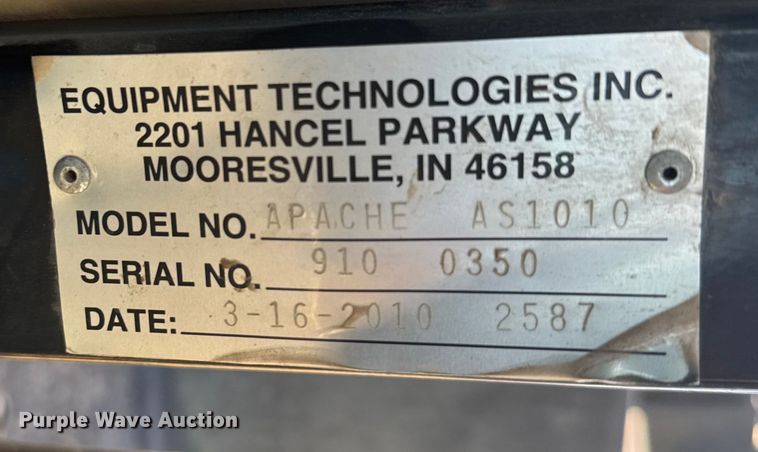 EQUIPMENT TECHNOLOGIES INC.
2201 HANCEL PARKWAY
MOORESVILLE, IN 46158
MODEL NO. APACHE AS1010
SERIAL NO. 910 0350
DATE: 3-16-2010 2587
Purple Wave Auction